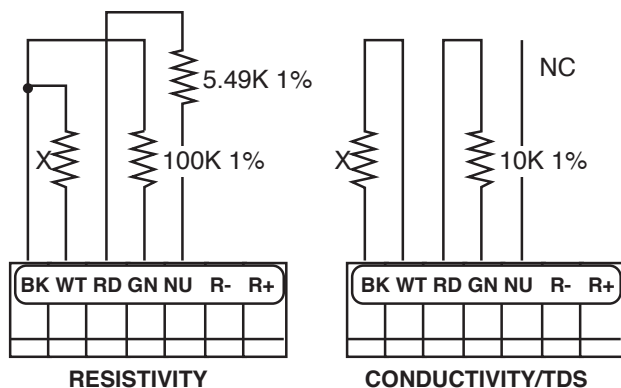 5.49K 1%
NC
X
100K 1%
X
10K 1%
BK WT RD GN NU R- R+
BK WT RD GN NU R- R+
RESISTIVITY
CONDUCTIVITY/TDS